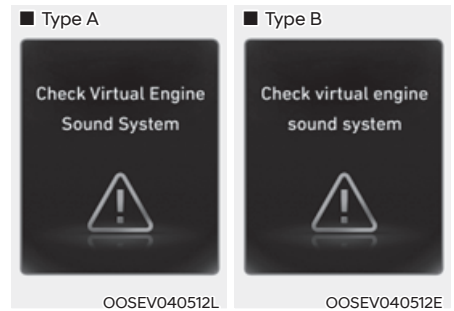 ■ Type A
Check Virtual Engine
Sound System
OOSEV040512L
■ Type B
Check virtual engine
sound system
OOSEV040512E